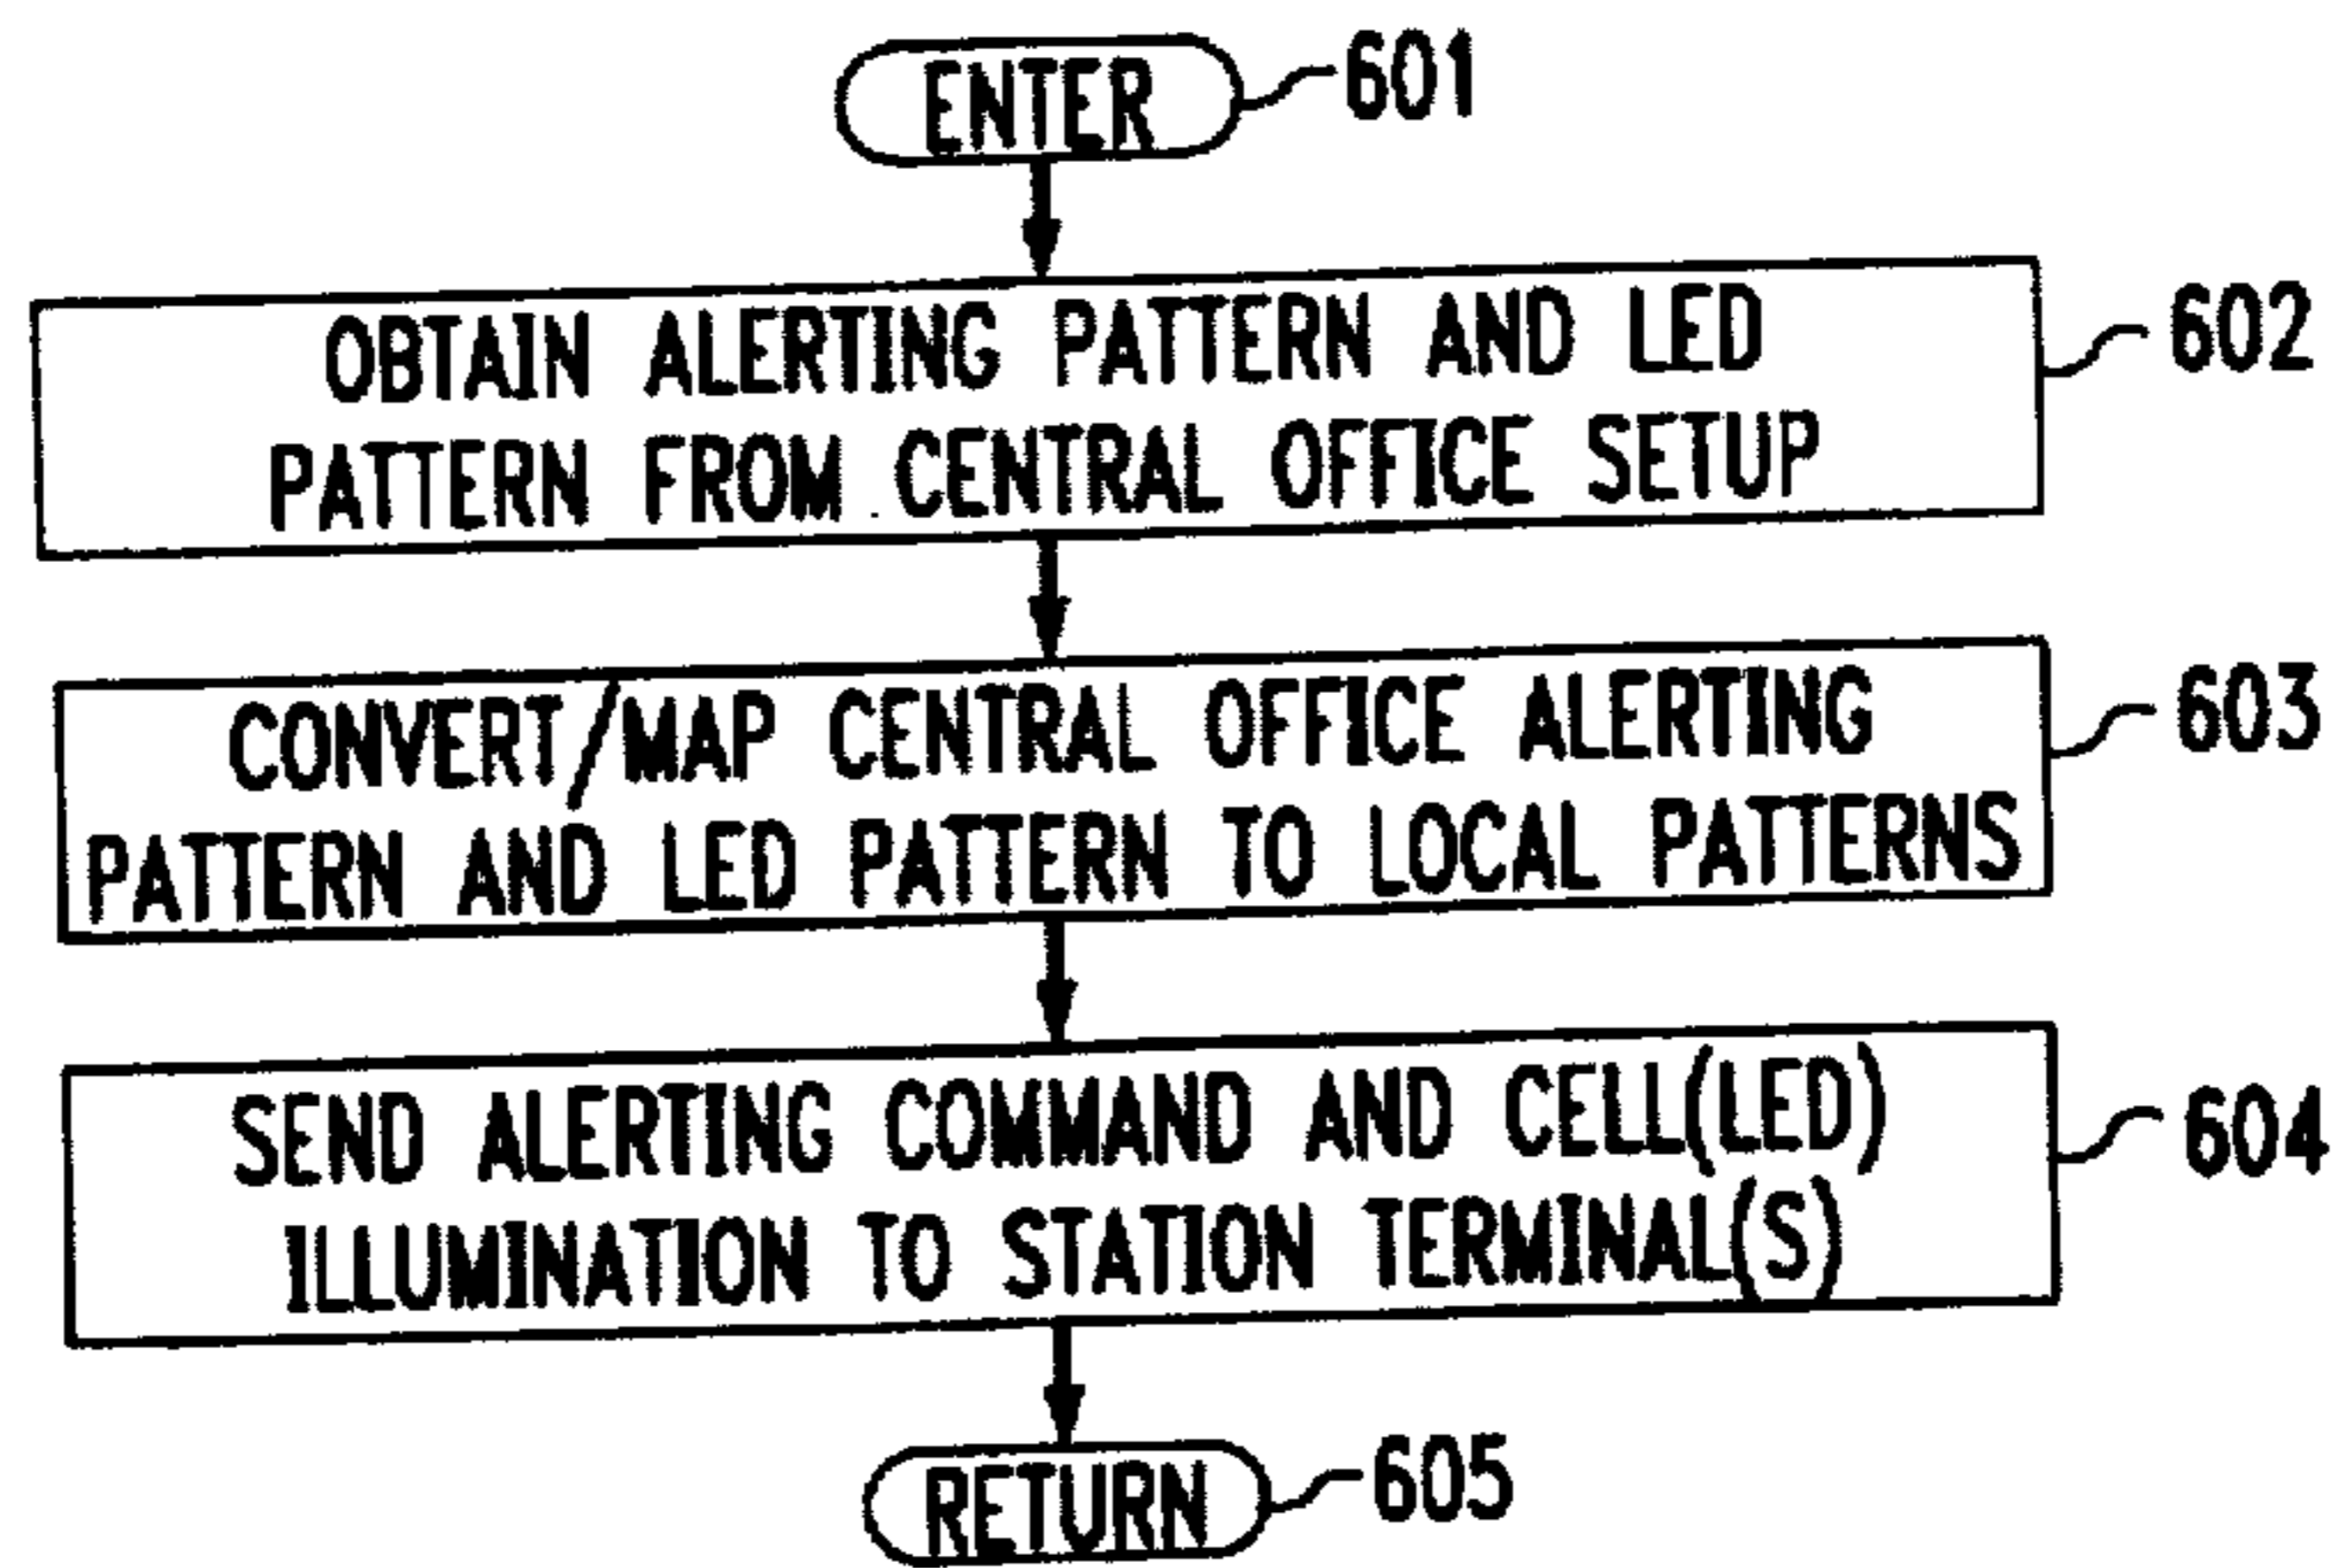 ENTER 601
OBTAIN ALERTING PATTERN AND LED
PATTERN FROM CENTRAL OFFICE SETUP
602
CONVERT/MAP CENTRAL OFFICE ALERTING
PATTERN AND LED PATTERN TO LOCAL PATTERNS
603
SEND ALERTING COMMAND AND CELL(LED)
ILLUMINATION TO STATION TERMINAL(S)
604
RETURN 605